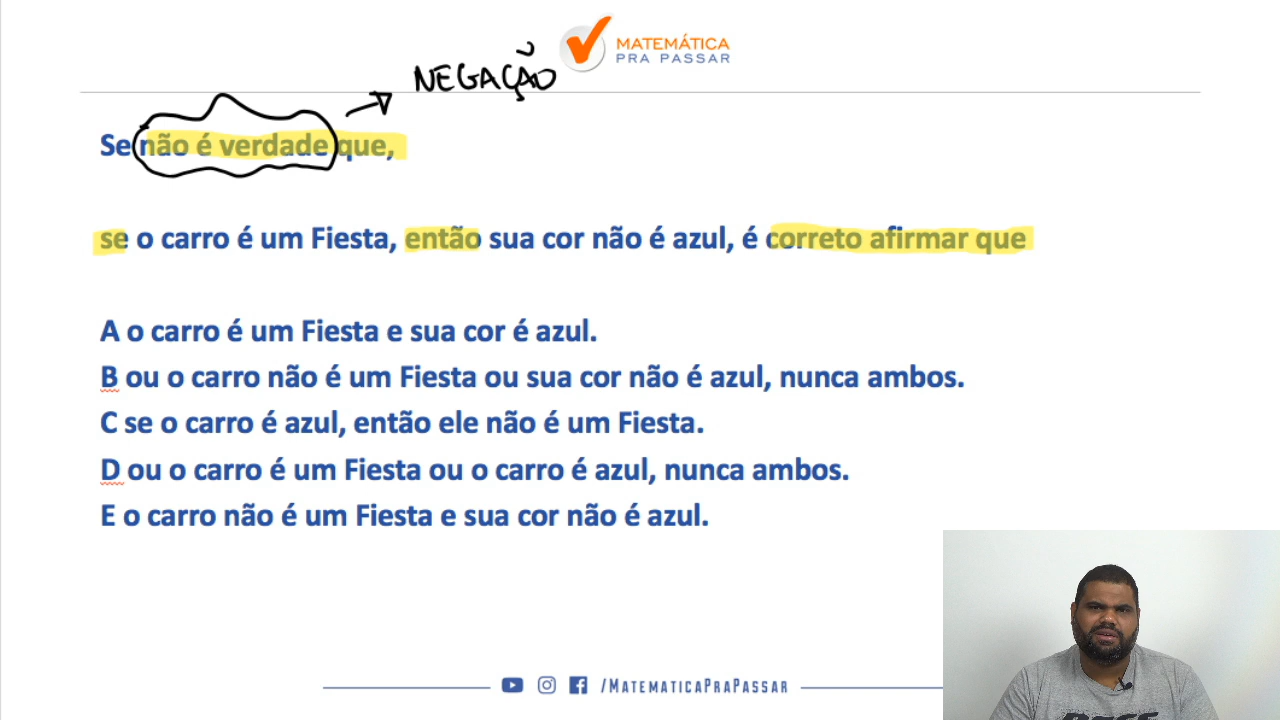 MATEMÁTICA
PRA PASSAR
NEGAÇÃO
Se não é verdade que,
se o carro é um Fiesta, então sua cor não é azul, é correto afirmar que
A o carro é um Fiesta e sua cor é azul.
B ou o carro não é um Fiesta ou sua cor não é azul, nunca ambos.
C se o carro é azul, então ele não é um Fiesta.
D ou o carro é um Fiesta ou o carro é azul, nunca ambos.
E o carro não é um Fiesta e sua cor não é azul.
/MATEMATICAPRAPASSAR